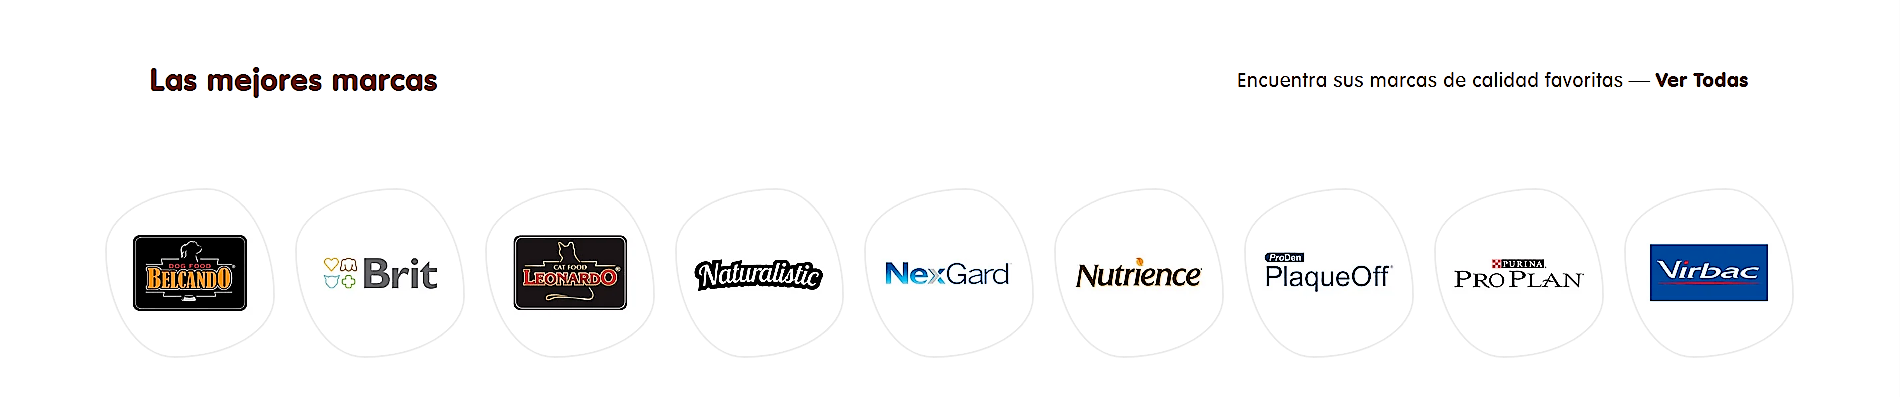 Las mejores marcas
Encuentra sus marcas de calidad favoritas — Ver Todas
DOG FOOD
BELCANDO®
Brit
CAT FOOD
LEONARDO®
Naturalistic
NexGard
Nutrience
ProDen
PlaqueOff®
PURINA
PRO PLAN
Virbac